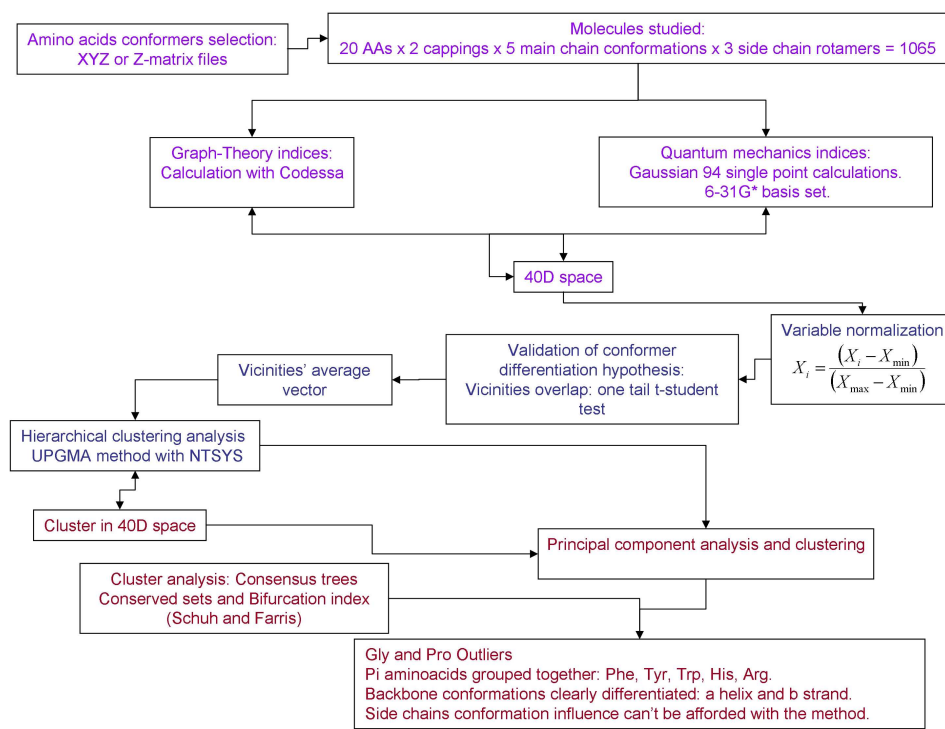 Amino acids conformers selection:
XYZ or Z-matrix files
Molecules studied:
20 AAs x 2 cappings x 5 main chain conformations x 3 side chain rotamers = 1065
Graph-Theory indices:
Calculation with Codessa
Quantum mechanics indices:
Gaussian 94 single point calculations.
6-31G* basis set.
40D space
Variable normalization
X_i = (X_i − X_min) / (X_max − X_min)
Validation of conformer
differentiation hypothesis:
Vicinities overlap: one tail t-student
test
Vicinities’ average
vector
Hierarchical clustering analysis
UPGMA method with NTSYS
Cluster in 40D space
Principal component analysis and clustering
Cluster analysis: Consensus trees
Conserved sets and Bifurcation index
(Schuh and Farris)
Gly and Pro Outliers
Pi aminoacids grouped together: Phe, Tyr, Trp, His, Arg.
Backbone conformations clearly differentiated: a helix and b strand.
Side chains conformation influence can’t be afforded with the method.